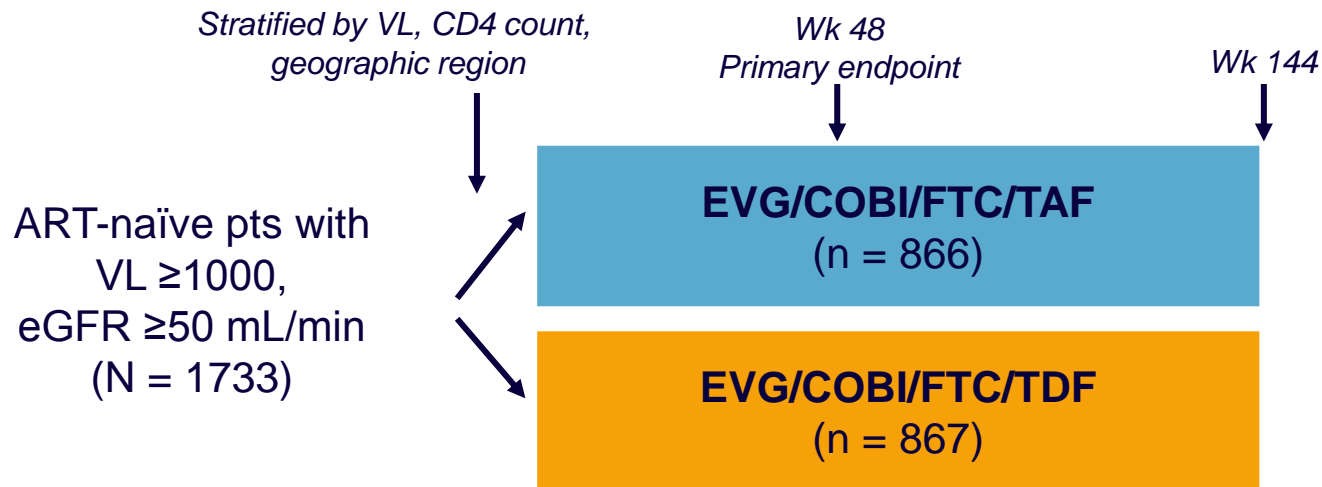 Stratified by VL, CD4 count,
geographic region
Wk 48
Primary endpoint
Wk 144
ART-naïve pts with
VL ≥1000,
eGFR ≥50 mL/min
(N = 1733)
EVG/COBI/FTC/TAF
(n = 866)
EVG/COBI/FTC/TDF
(n = 867)